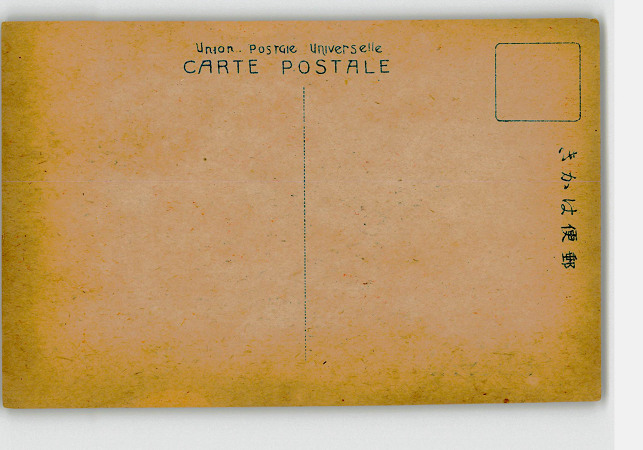 Union. Postale Universelle
CARTE POSTALE
郵便はかき